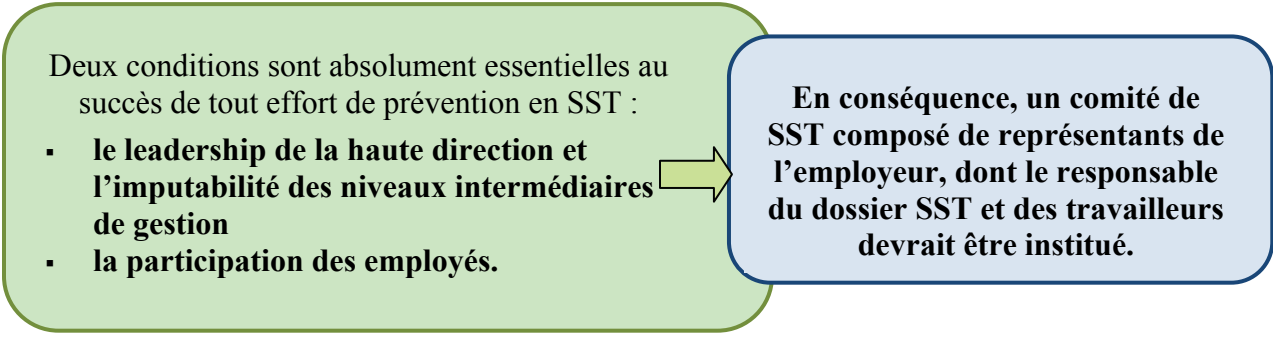 Deux conditions sont absolument essentielles au
succès de tout effort de prévention en SST :
▪ le leadership de la haute direction et
l’imputabilité des niveaux intermédiaires
de gestion
▪ la participation des employés.
En conséquence, un comité de
SST composé de représentants de
l’employeur, dont le responsable
du dossier SST et des travailleurs
devrait être institué.